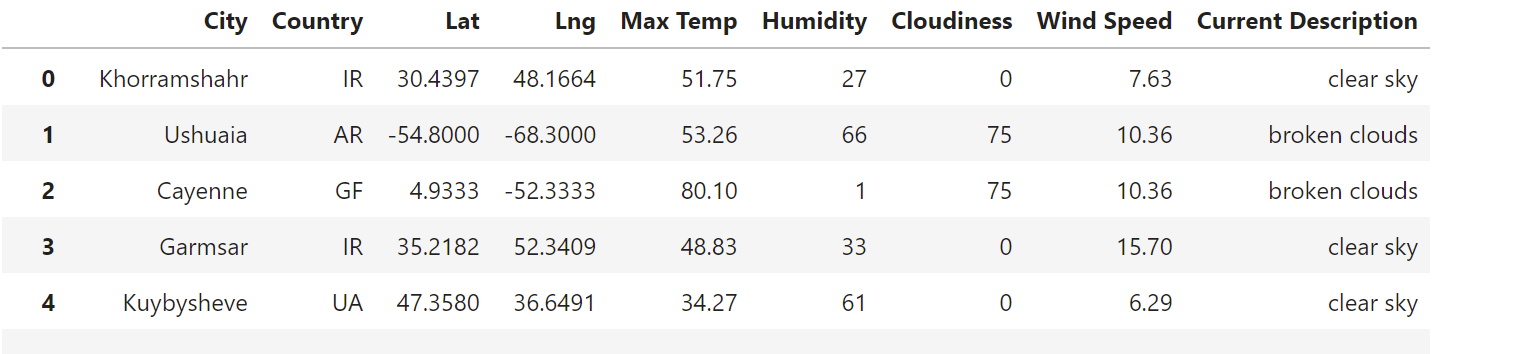 City Country Lat Lng Max Temp Humidity Cloudiness Wind Speed Current Description
0 Khorramshahr IR 30.4397 48.1664 51.75 27 0 7.63 clear sky
1 Ushuaia AR -54.8000 -68.3000 53.26 66 75 10.36 broken clouds
2 Cayenne GF 4.9333 -52.3333 80.10 1 75 10.36 broken clouds
3 Garmsar IR 35.2182 52.3409 48.83 33 0 15.70 clear sky
4 Kuybysheve UA 47.3580 36.6491 34.27 61 0 6.29 clear sky